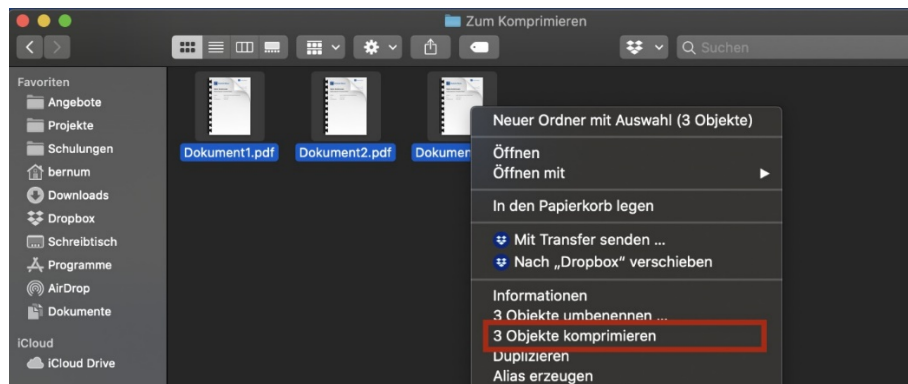 Zum Komprimieren
Suchen
Favoriten
Angebote
Projekte
Schulungen
bernum
Downloads
Dropbox
Schreibtisch
Programme
AirDrop
Dokumente
iCloud
iCloud Drive
Dokument1.pdf
Dokument2.pdf
Dokumen
Neuer Ordner mit Auswahl (3 Objekte)
Öffnen
Öffnen mit
In den Papierkorb legen
Mit Transfer senden ...
Nach „Dropbox“ verschieben
Informationen
3 Objekte umbenennen ...
3 Objekte komprimieren
Duplizieren
Alias erzeugen